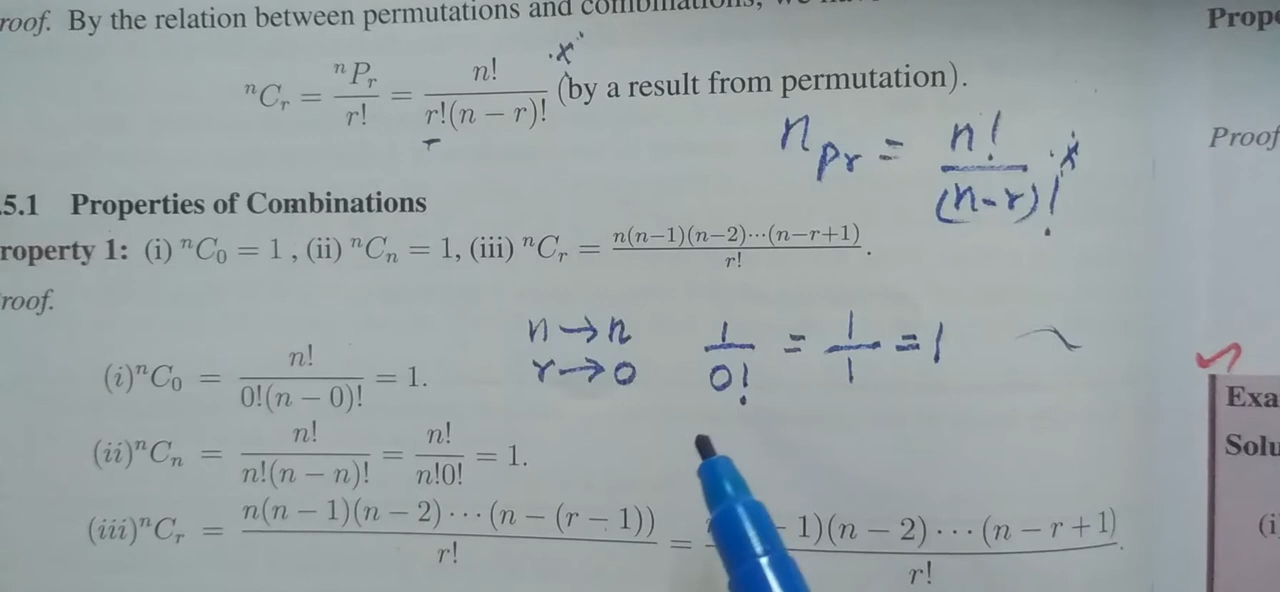 roof. By the relation between permutations and combinations,
Prope
ⁿCᵣ = ⁿPᵣ / r! = n! / r!(n − r)! (by a result from permutation).
nPr = n! / (n-r)!
Proof
.5.1 Properties of Combinations
roperty 1: (i) ⁿC₀ = 1 , (ii) ⁿCₙ = 1, (iii) ⁿCᵣ = n(n−1)(n−2)···(n−r+1) / r! .
roof.
n→n
r→0
1/0! = 1/1 = 1
(i)ⁿC₀ = n! / 0!(n − 0)! = 1.
(ii)ⁿCₙ = n! / n!(n − n)! = n! / n!0! = 1.
(iii)ⁿCᵣ = n(n − 1)(n − 2) ··· (n − (r − 1)) / r! = − 1)(n − 2) ··· (n − r + 1) / r! .
Exa
Solu
(i